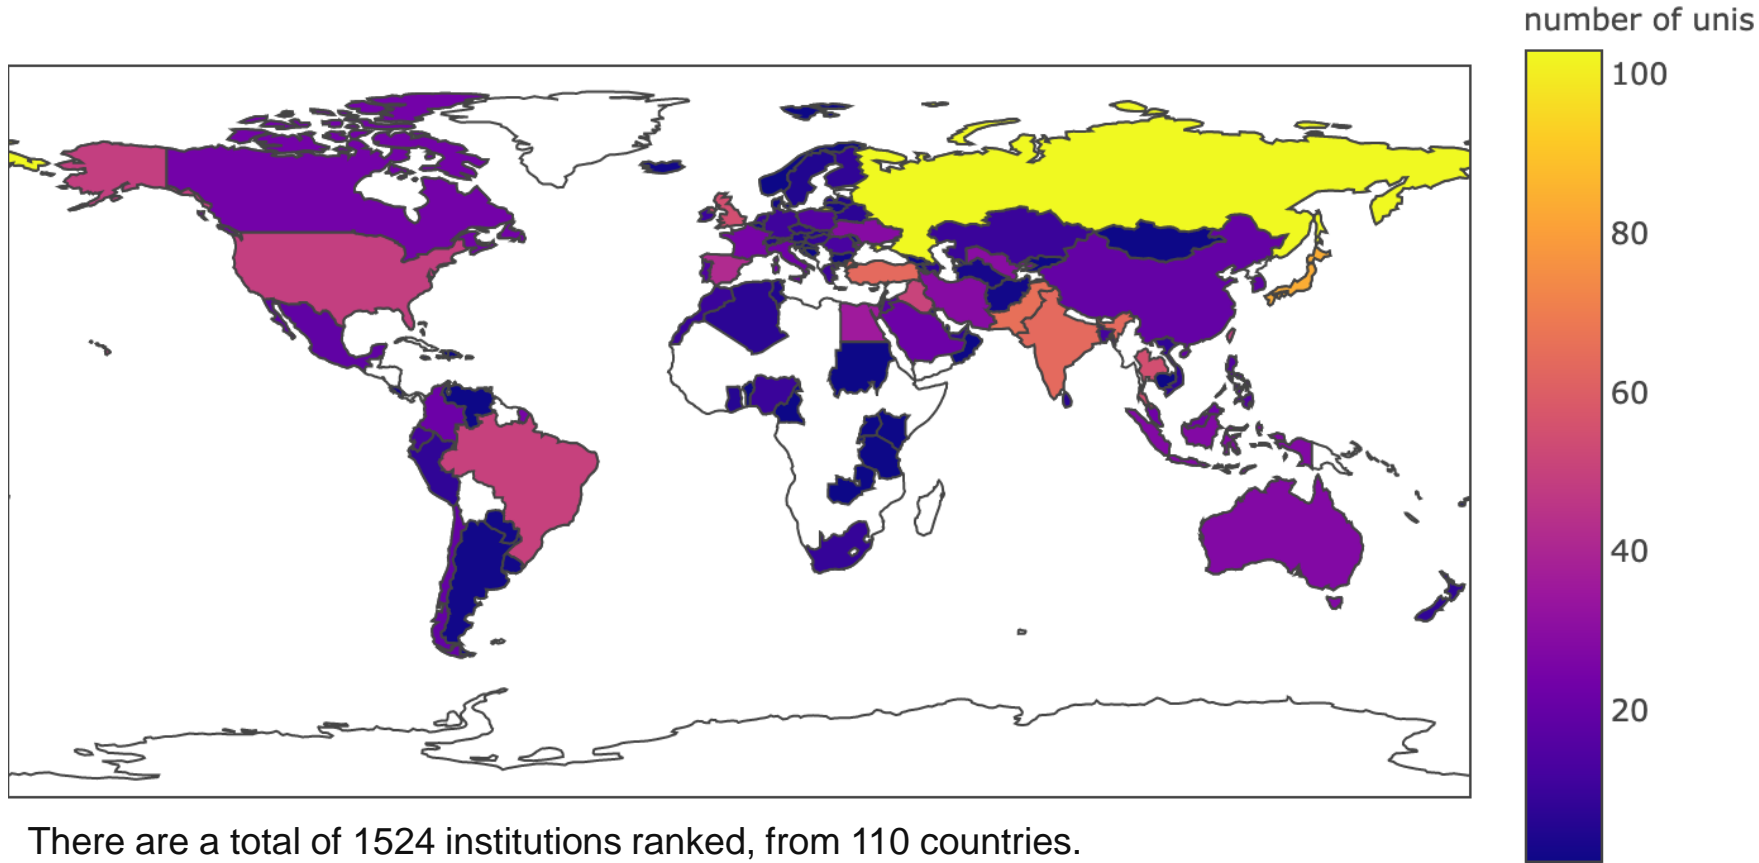 number of unis
100
80
60
40
20
There are a total of 1524 institutions ranked, from 110 countries.